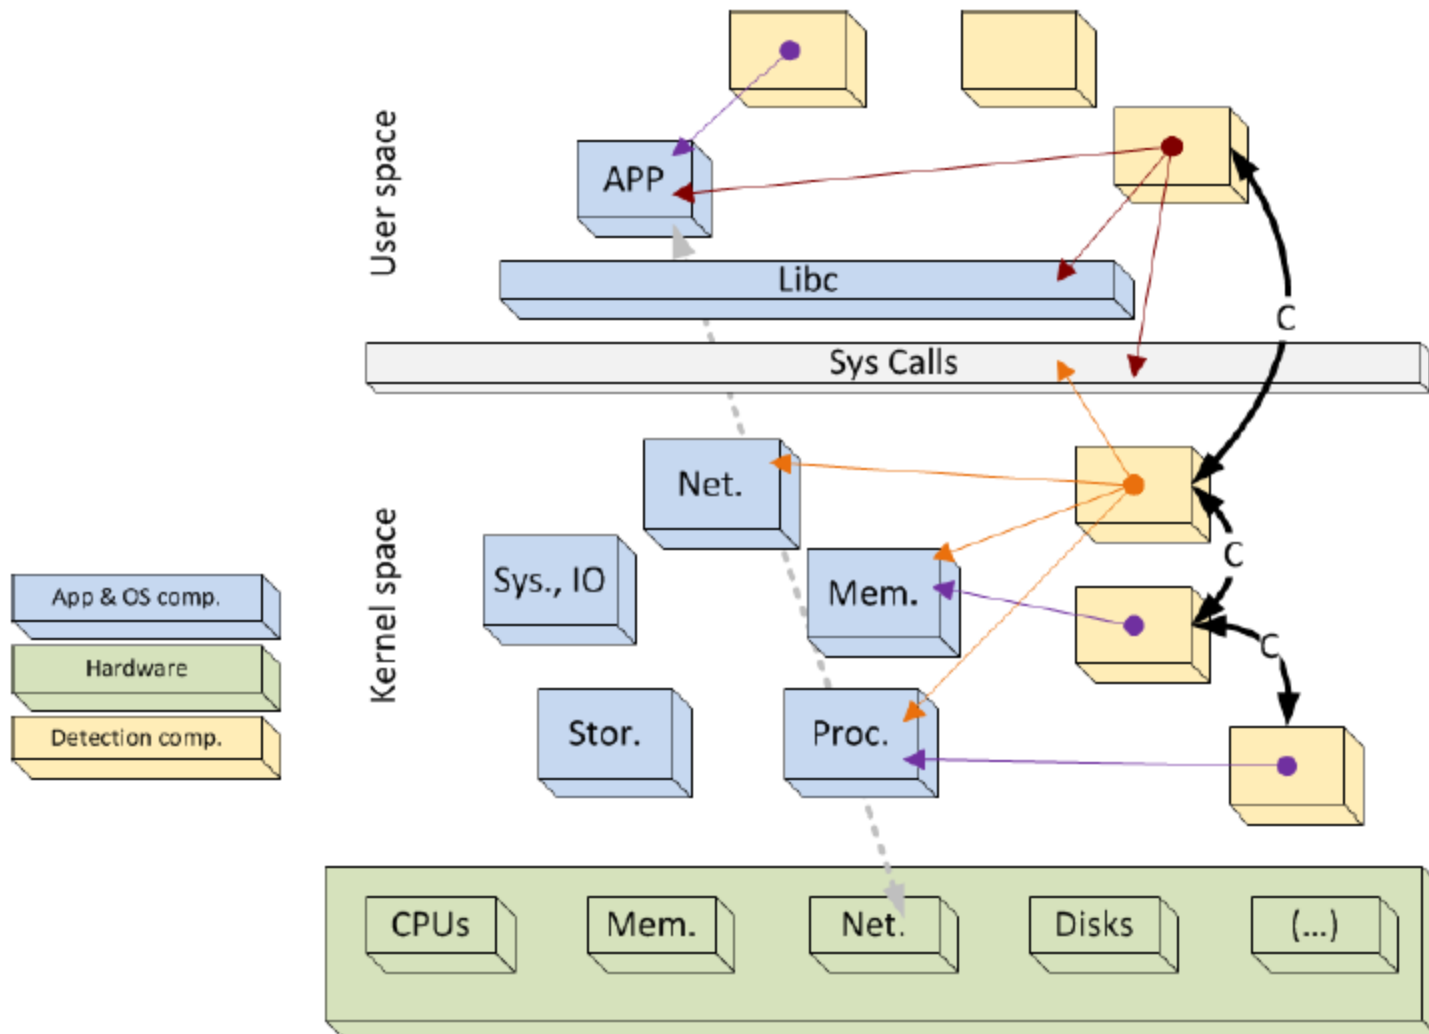 User space
APP
Libc
C
Sys Calls
Net.
Kernel space
Sys., IO
Mem.
C
App & OS comp.
Hardware
Detection comp.
C
Stor.
Proc.
CPUs
Mem.
Net.
Disks
(...)